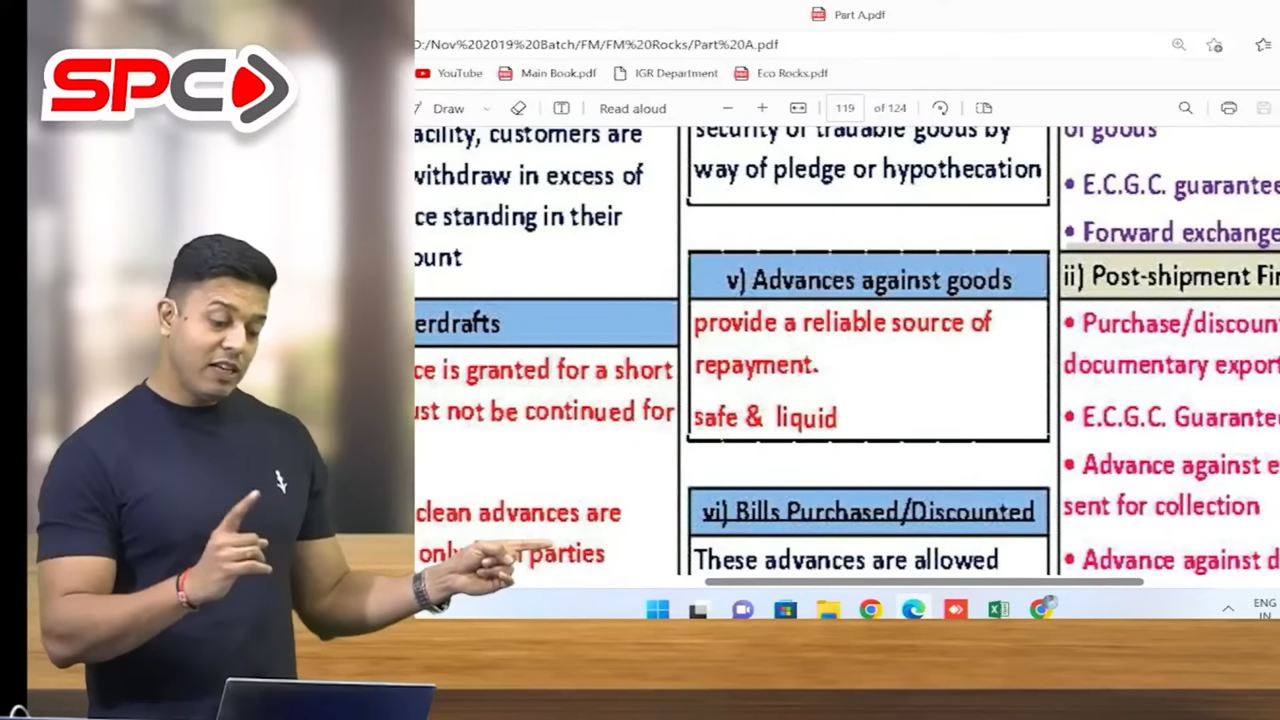 SPC
Part A.pdf
D:/Nov%202019%20Batch/FM/FM%20Rocks/Part%20A.pdf
YouTube
Main Book.pdf
IGR Department
Eco Rocks.pdf
Draw
Read aloud
119 of 124
acility, customers are
withdraw in excess of
ce standing in their
ount
erdrafts
ce is granted for a short
ust not be continued for
clean advances are
parties
security of tradable goods by
way of pledge or hypothecation
v) Advances against goods
provide a reliable source of
repayment.
safe & liquid
vi) Bills Purchased/Discounted
These advances are allowed
of goods
• E.C.G.C. guarantee
• Forward exchange
ii) Post-shipment Fin
• Purchase/discoun
documentary export
• E.C.G.C. Guarantee
• Advance against e
sent for collection
• Advance against d
ENG
IN